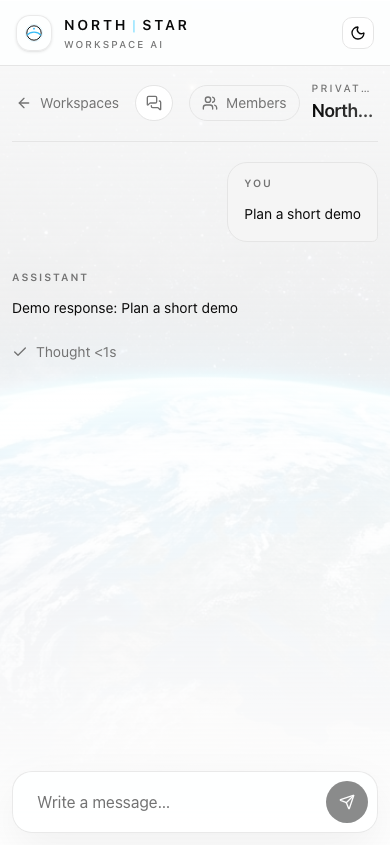 NORTH | STAR
WORKSPACE AI
Workspaces
Members
PRIVAT…
North…
YOU
Plan a short demo
ASSISTANT
Demo response: Plan a short demo
Thought <1s
Write a message...